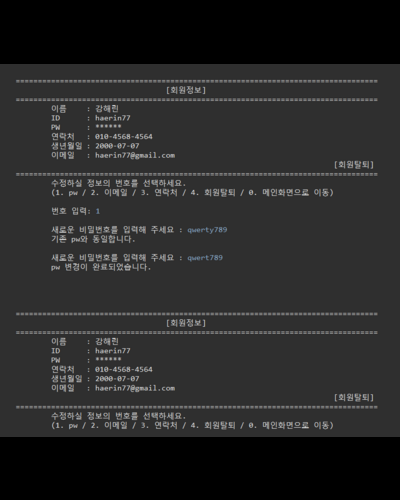 ==================================================================================
[회원정보]
==================================================================================
이름 : 강해린
ID : haerin77
PW : ******
연락처 : 010-4568-4564
생년월일 : 2000-07-07
이메일 : haerin77@gmail.com
[회원탈퇴]
==================================================================================
수정하실 정보의 번호를 선택하세요.
(1. pw / 2. 이메일 / 3. 연락처 / 4. 회원탈퇴 / 0. 메인화면으로 이동)
번호 입력: 1
새로운 비밀번호를 입력해 주세요 : qwerty789
기존 pw와 동일합니다.
새로운 비밀번호를 입력해 주세요 : qwert789
pw 변경이 완료되었습니다.
==================================================================================
[회원정보]
==================================================================================
이름 : 강해린
ID : haerin77
PW : ******
연락처 : 010-4568-4564
생년월일 : 2000-07-07
이메일 : haerin77@gmail.com
[회원탈퇴]
==================================================================================
수정하실 정보의 번호를 선택하세요.
(1. pw / 2. 이메일 / 3. 연락처 / 4. 회원탈퇴 / 0. 메인화면으로 이동)